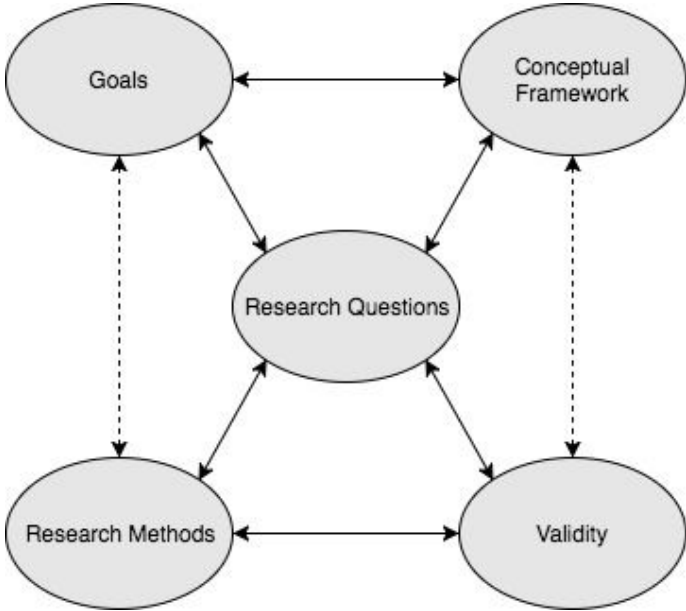 Goals
Conceptual
Framework
Research Questions
Research Methods
Validity